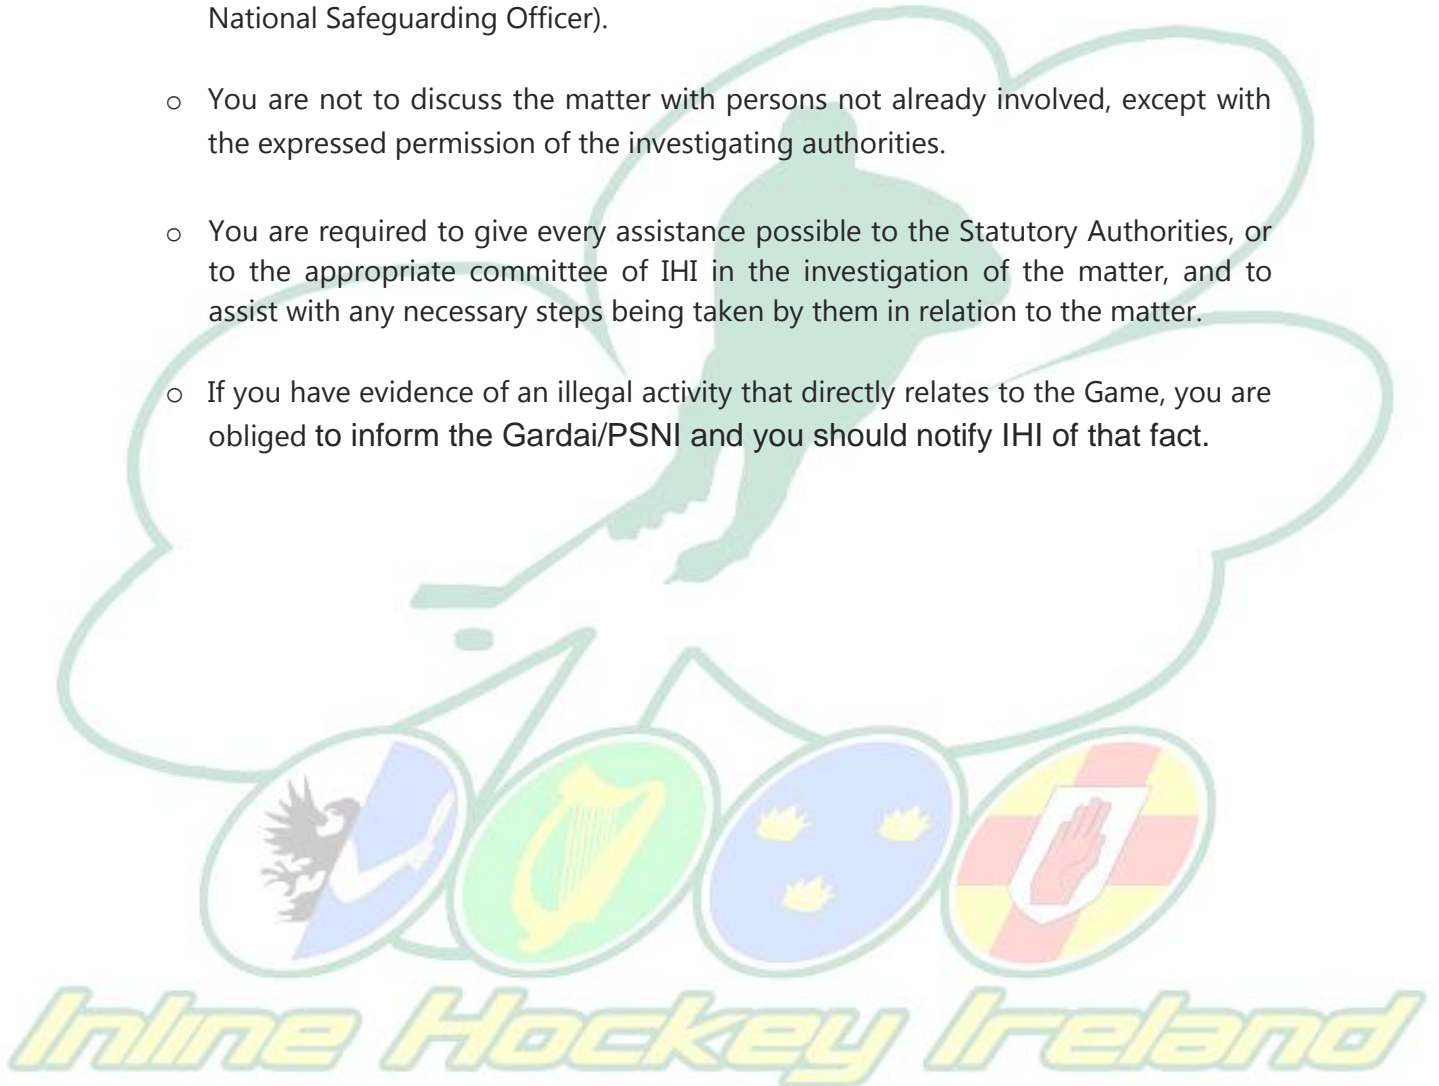 National Safeguarding Officer).
o You are not to discuss the matter with persons not already involved, except with
the expressed permission of the investigating authorities.
o You are required to give every assistance possible to the Statutory Authorities, or
to the appropriate committee of IHI in the investigation of the matter, and to
assist with any necessary steps being taken by them in relation to the matter.
o If you have evidence of an illegal activity that directly relates to the Game, you are
obliged to inform the Gardai/PSNI and you should notify IHI of that fact.
Inline Hockey Ireland